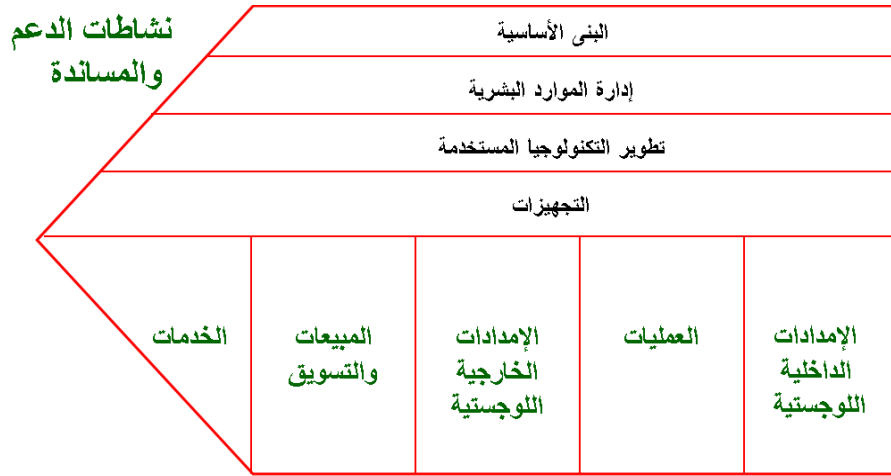 نشاطات الدعم
والمساندة
البنى الأساسية
إدارة الموارد البشرية
تطوير التكنولوجيا المستخدمة
التجهيزات
الإمدادات
الداخلية
اللوجستية
العمليات
الإمدادات
الخارجية
اللوجستية
المبيعات
والتسويق
الخدمات